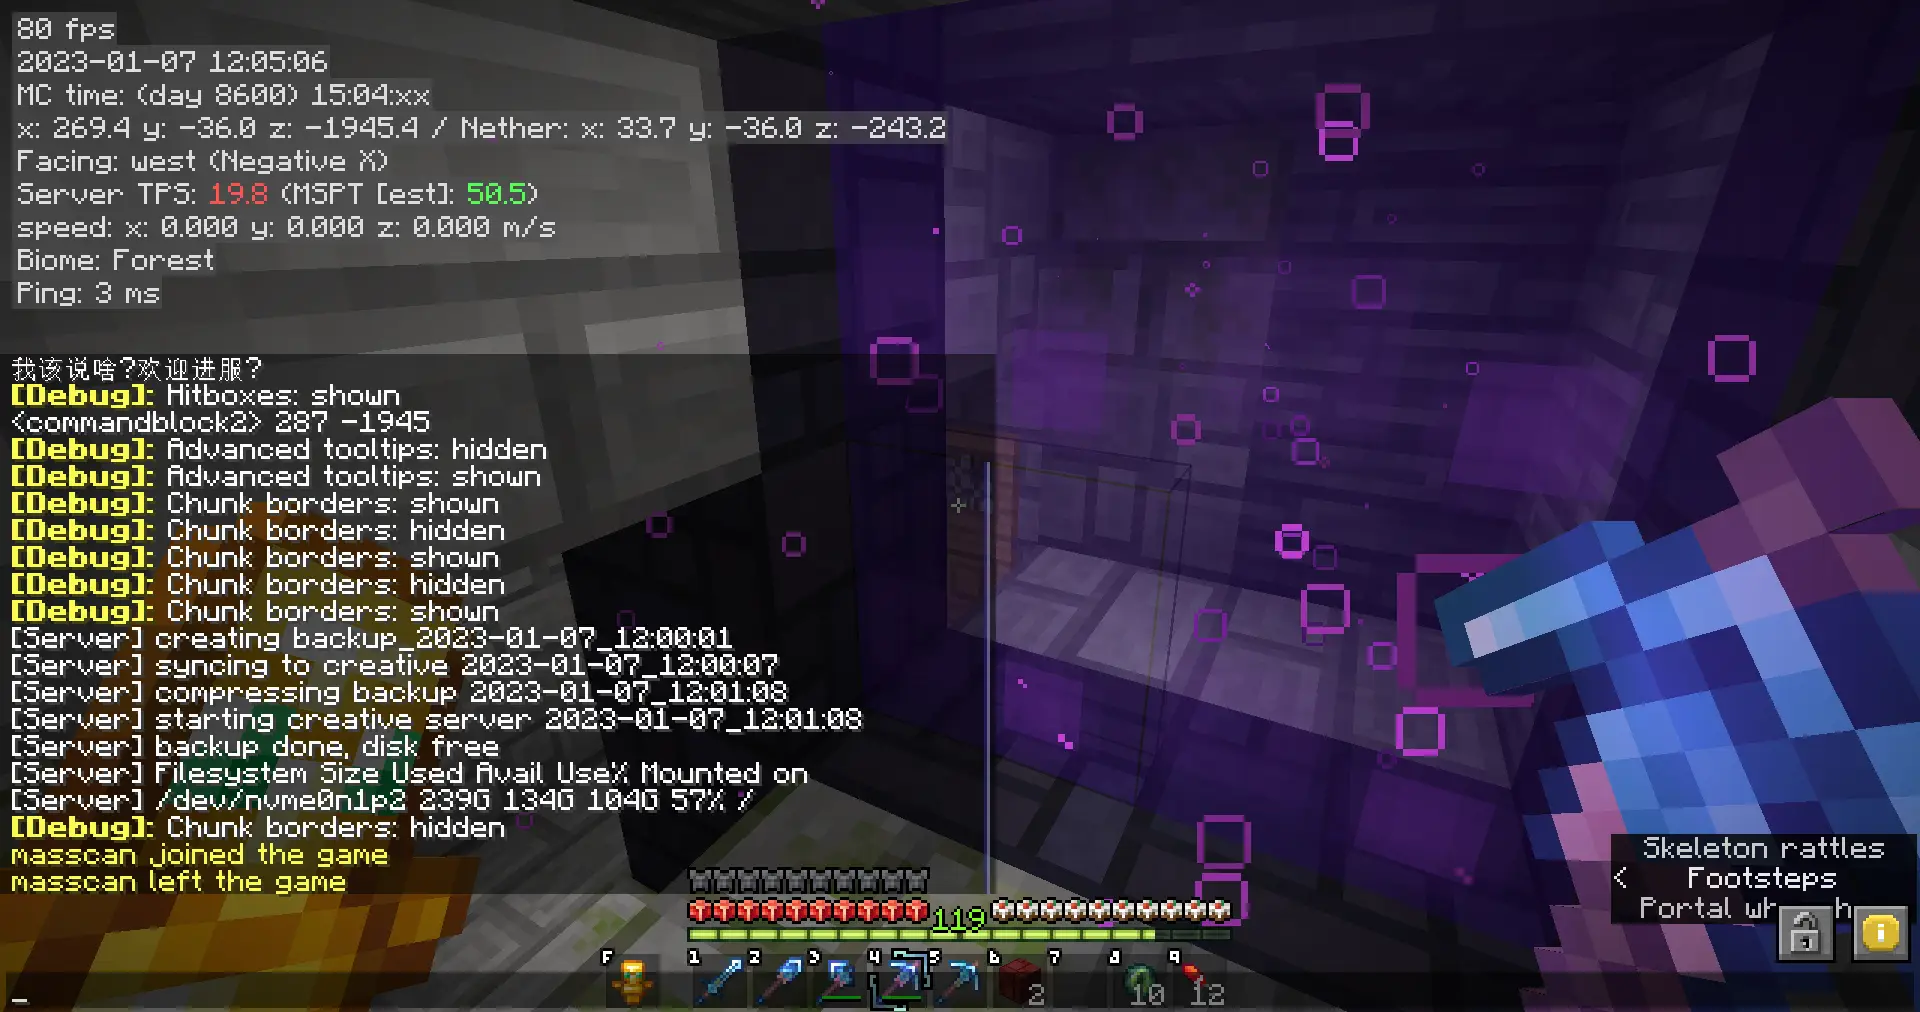 80 fps
2023-01-07 12:05:06
MC time: (day 8600) 15:04:xx
x: 269.4 y: -36.0 z: -1945.4 / Nether: x: 33.7 y: -36.0 z: -243.2
Facing: west (Negative X)
Server TPS: 19.8 (MSPT [est]: 50.5)
speed: x: 0.000 y: 0.000 z: 0.000 m/s
Biome: Forest
Ping: 3 ms
我该说啥?欢迎进服?
[Debug]: Hitboxes: shown
<commandblock2> 287 -1945
[Debug]: Advanced tooltips: hidden
[Debug]: Advanced tooltips: shown
[Debug]: Chunk borders: shown
[Debug]: Chunk borders: hidden
[Debug]: Chunk borders: shown
[Debug]: Chunk borders: hidden
[Debug]: Chunk borders: shown
[Server] creating backup_2023-01-07_12:00:01
[Server] syncing to creative 2023-01-07_12:00:07
[Server] compressing backup 2023-01-07_12:01:08
[Server] starting creative server 2023-01-07_12:01:08
[Server] backup done, disk free
[Server] Filesystem Size Used Avail Use% Mounted on
[Server] /dev/nvme0n1p2 239G 134G 104G 57% /
[Debug]: Chunk borders: hidden
masscan joined the game
masscan left the game
Skeleton rattles
< Footsteps
Portal
119
F 1 2 3 4 5 6 7 8 9
2 10 12
_